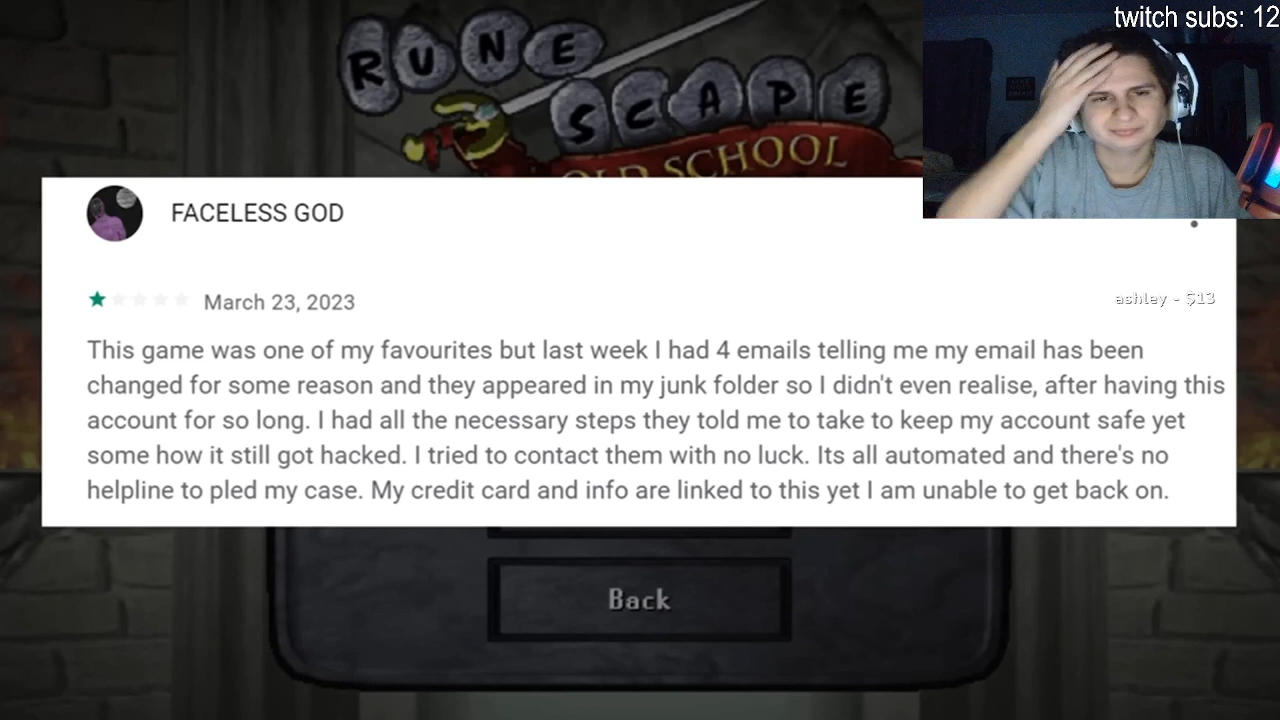 twitch subs: 12
RUNE
SCAPE
OLD SCHOOL
FACELESS GOD
March 23, 2023
ashley - $13
This game was one of my favourites but last week I had 4 emails telling me my email has been
changed for some reason and they appeared in my junk folder so I didn't even realise, after having this
account for so long. I had all the necessary steps they told me to take to keep my account safe yet
some how it still got hacked. I tried to contact them with no luck. Its all automated and there's no
helpline to pled my case. My credit card and info are linked to this yet I am unable to get back on.
Back